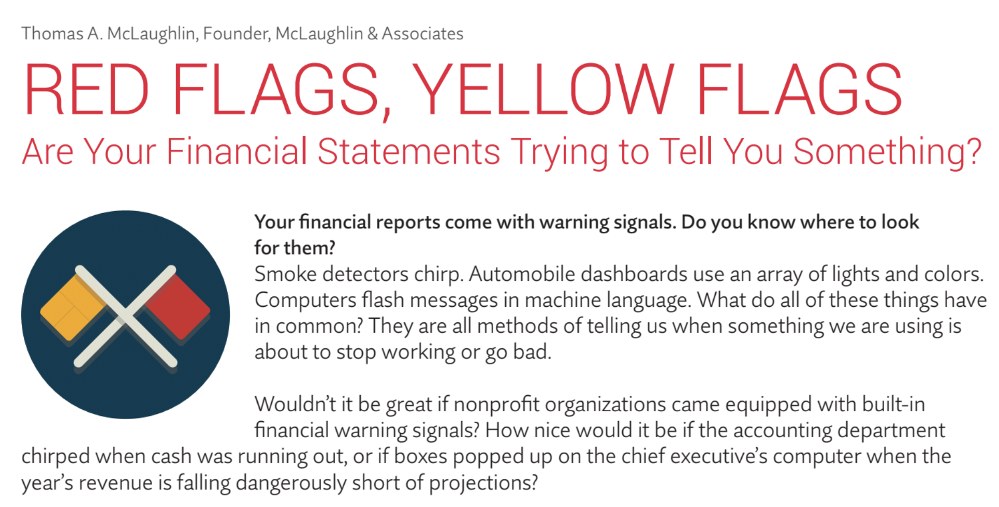 Thomas A. McLaughlin, Founder, McLaughlin & Associates
RED FLAGS, YELLOW FLAGS
Are Your Financial Statements Trying to Tell You Something?
Your financial reports come with warning signals. Do you know where to look
for them?
Smoke detectors chirp. Automobile dashboards use an array of lights and colors.
Computers flash messages in machine language. What do all of these things have
in common? They are all methods of telling us when something we are using is
about to stop working or go bad.
Wouldn’t it be great if nonprofit organizations came equipped with built-in
financial warning signals? How nice would it be if the accounting department
chirped when cash was running out, or if boxes popped up on the chief executive’s computer when the
year’s revenue is falling dangerously short of projections?